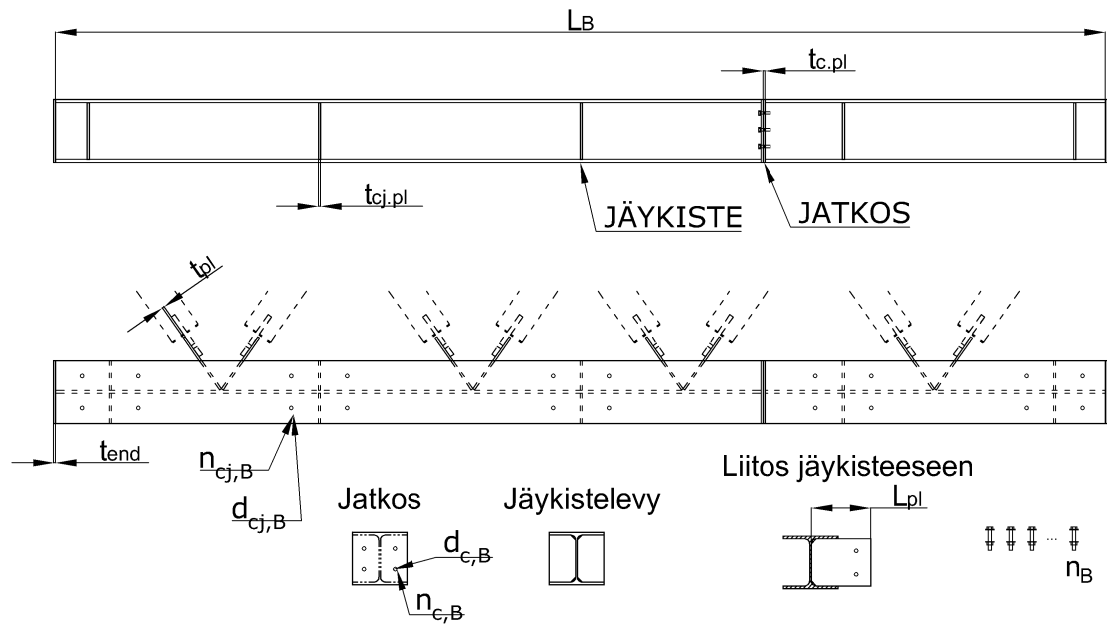 LB
tc.pl
tcj.pl
JÄYKISTE
JATKOS
tpl
tend
ncj,B
dcj,B
Liitos jäykisteeseen
Jatkos
Jäykistelevy
Lpl
dc,B
nc,B
...
nB